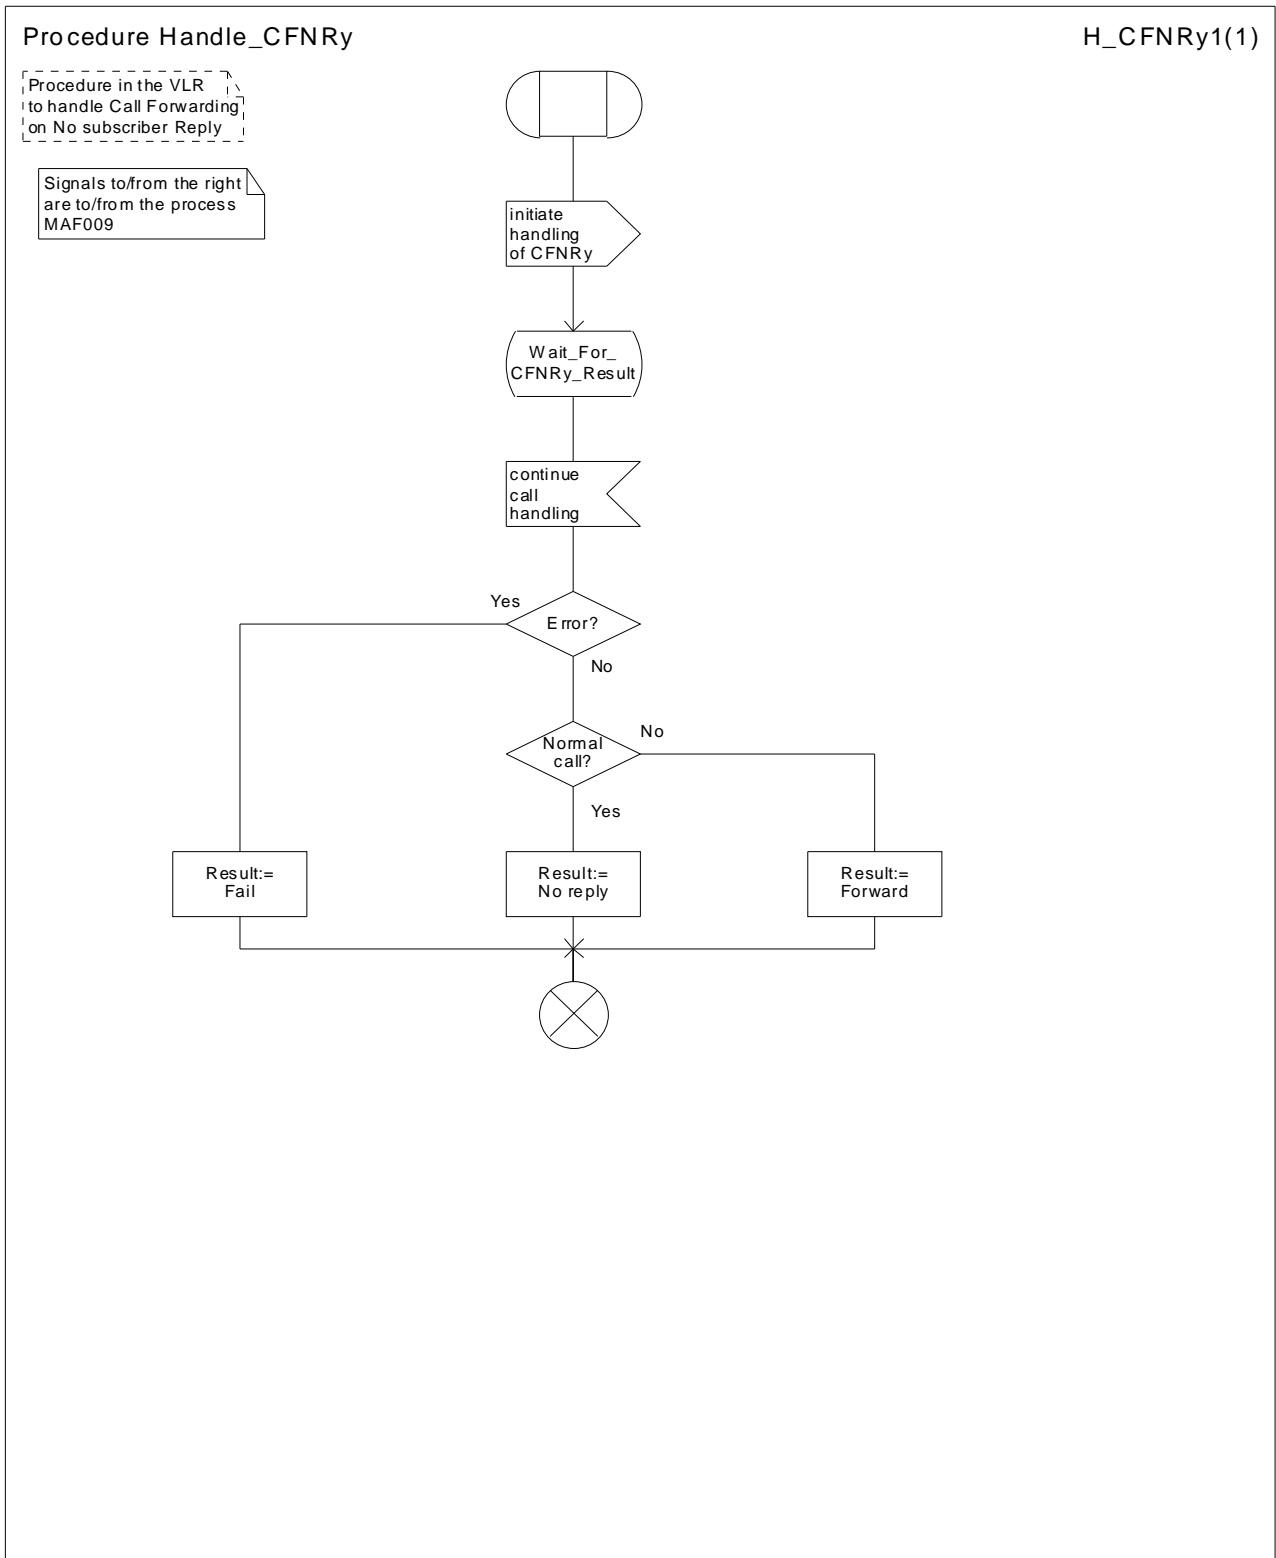 Procedure Handle_CFNRy
H_CFNRy1(1)
Procedure in the VLR
to handle Call Forwarding
on No subscriber Reply
Signals to/from the right
are to/from the process
MAF009
initiate
handling
of CFNRy
Wait_For_
CFNRy_Result
continue
call
handling
Yes
Error?
No
Normal
call?
No
Yes
Result:=
Fail
Result:=
No reply
Result:=
Forward